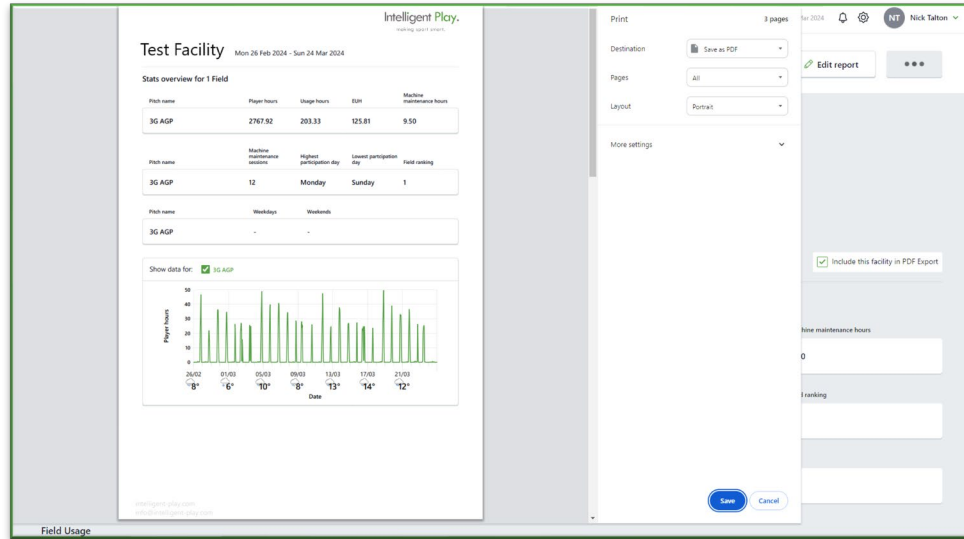 Intelligent Play.
making sport smart.
Test Facility Mon 26 Feb 2024 - Sun 24 Mar 2024
Stats overview for 1 Field
Pitch name Player hours Usage hours EUH Machine maintenance hours
3G AGP 2767.92 203.33 125.81 9.50
Pitch name Machine maintenance sessions Highest participation day Lowest participation day Field ranking
3G AGP 12 Monday Sunday 1
Pitch name Weekdays Weekends
3G AGP - -
Show data for: 3G AGP
Player hours
50
40
30
20
10
0
26/02 01/03 05/03 09/03 13/03 17/03 21/03
8° 6° 10° 8° 13° 14° 12°
Date
intelligent-play.com
info@intelligent-play.com
Print 3 pages
Destination Save as PDF
Pages All
Layout Portrait
More settings
Save Cancel
Mar 2024 NT Nick Talton
Edit report
Include this facility in PDF Export
hine maintenance hours
0
ranking
Field Usage